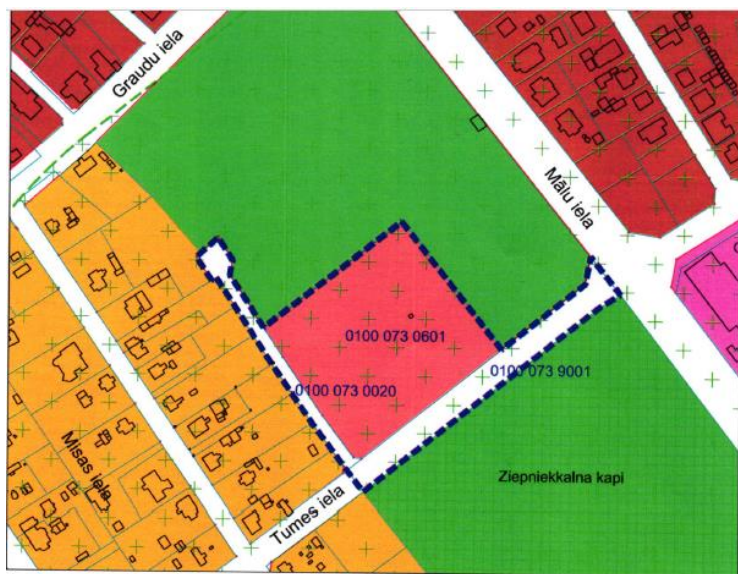 Graudu iela
Mālu iela
0100 073 0601
0100 073 9001
0100 073 0020
Misas iela
Ziepniekkalna kapi
Tumes iela